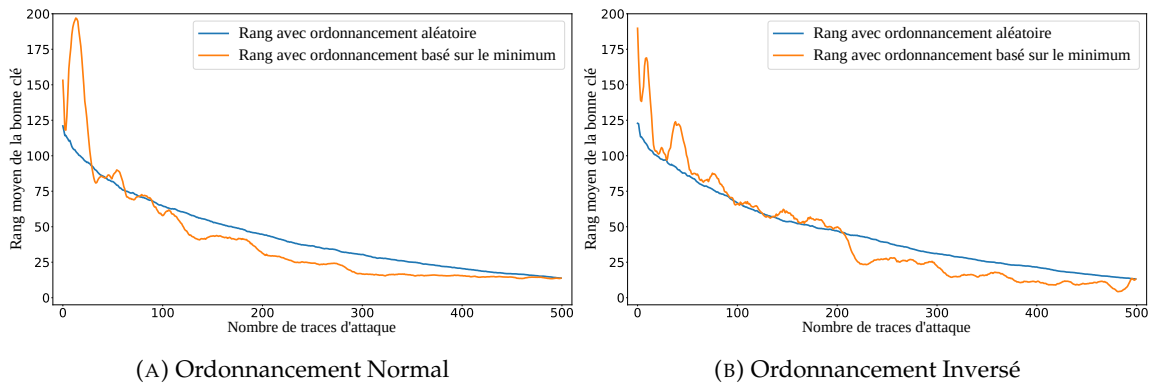 Rang moyen de la bonne clé
200
175
150
125
100
75
50
25
0
Rang avec ordonnancement aléatoire
Rang avec ordonnancement basé sur le minimum
0 100 200 300 400 500
Nombre de traces d'attaque
(A) Ordonnancement Normal
Rang moyen de la bonne clé
200
175
150
125
100
75
50
25
0
Rang avec ordonnancement aléatoire
Rang avec ordonnancement basé sur le minimum
0 100 200 300 400 500
Nombre de traces d'attaque
(B) Ordonnancement Inversé